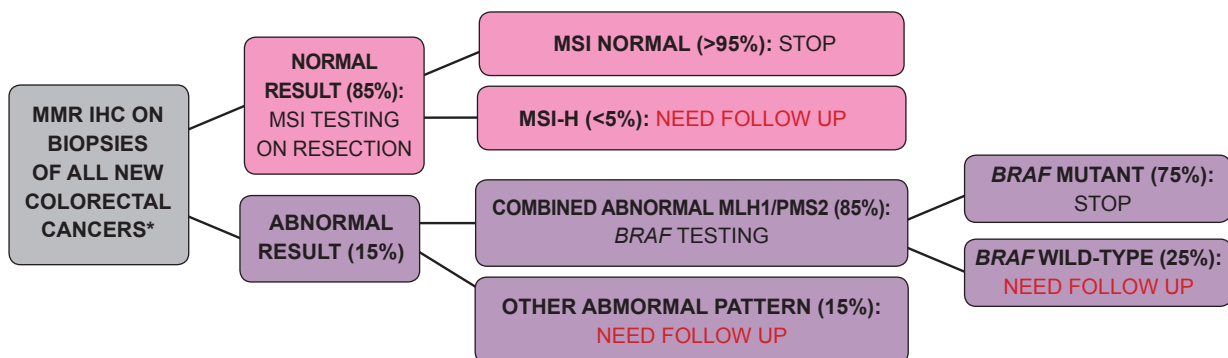 MMR IHC ON
BIOPSIES
OF ALL NEW
COLORECTAL
CANCERS*
NORMAL
RESULT (85%):
MSI TESTING
ON RESECTION
MSI NORMAL (>95%): STOP
MSI-H (<5%): NEED FOLLOW UP
ABNORMAL
RESULT (15%)
COMBINED ABNORMAL MLH1/PMS2 (85%):
BRAF TESTING
OTHER ABMORMAL PATTERN (15%):
NEED FOLLOW UP
BRAF MUTANT (75%):
STOP
BRAF WILD-TYPE (25%):
NEED FOLLOW UP